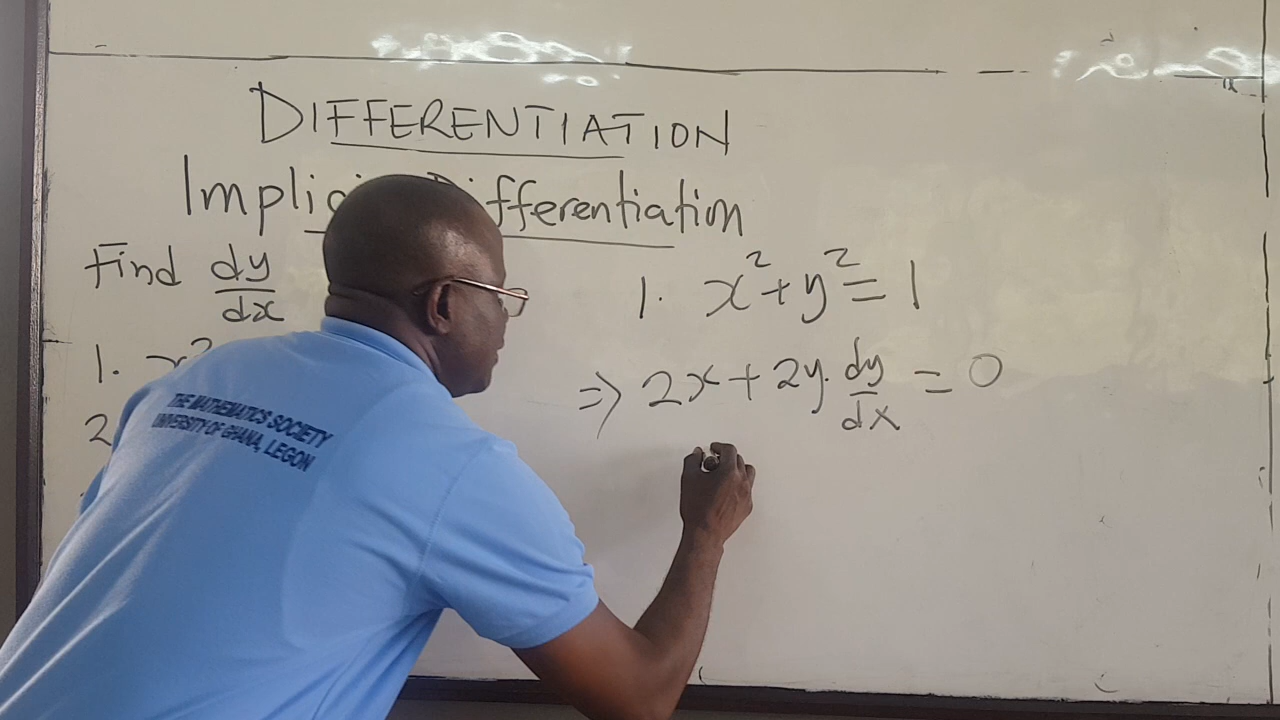 DIFFERENTIATION
Differentiation
Find dy/dx
1. x²
2
1. x² + y² = 1
⇒ 2x + 2y. dy/dx = 0
THE MATHEMATICS SOCIETY
UNIVERSITY OF GHANA, LEGON